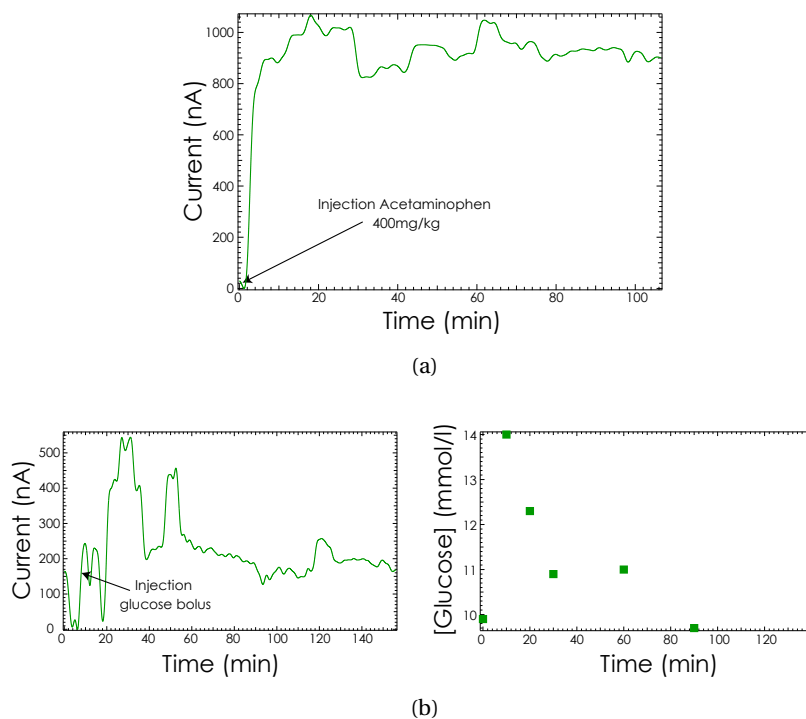 1000
800
600
400
200
0
Current (nA)
Injection Acetaminophen
400mg/kg
0 20 40 60 80 100
Time (min)
(a)
500
400
300
200
100
0
Current (nA)
Injection
glucose bolus
0 20 40 60 80 100 120 140
Time (min)
14
13
12
11
10
[Glucose] (mmol/l)
0 20 40 60 80 100 120
Time (min)
(b)